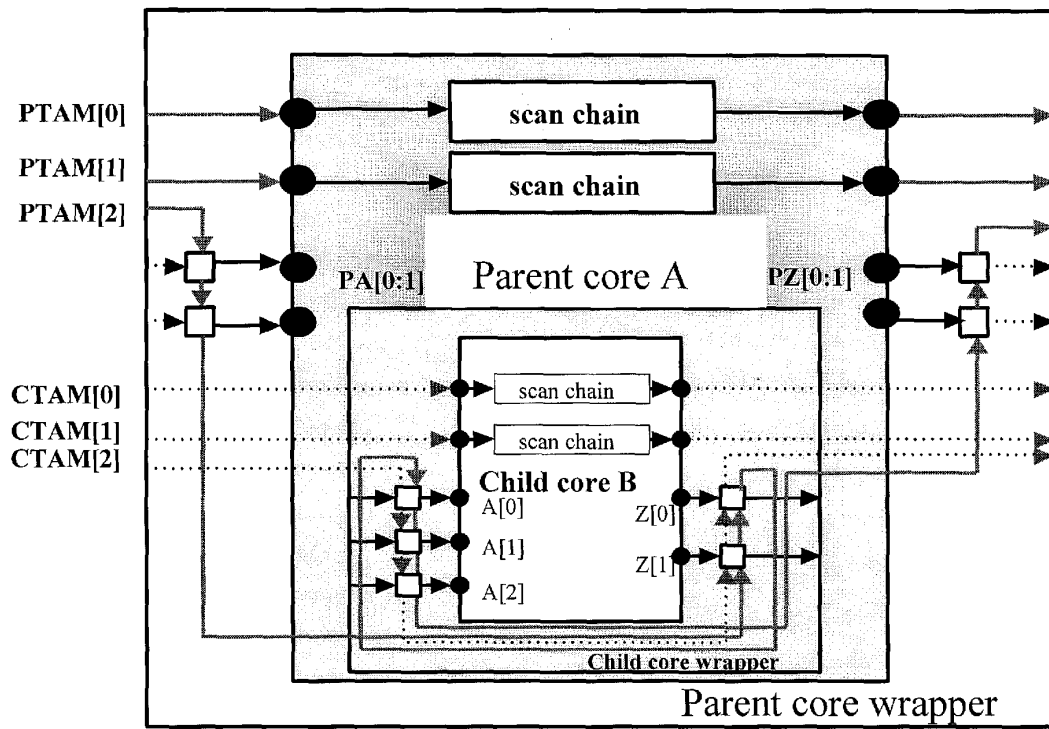 PTAM[0]
scan chain
PTAM[1]
scan chain
PTAM[2]
PA[0:1]
Parent core A
PZ[0:1]
CTAM[0]
scan chain
CTAM[1]
scan chain
CTAM[2]
Child core B
A[0]
Z[0]
A[1]
Z[1]
A[2]
Child core wrapper
Parent core wrapper